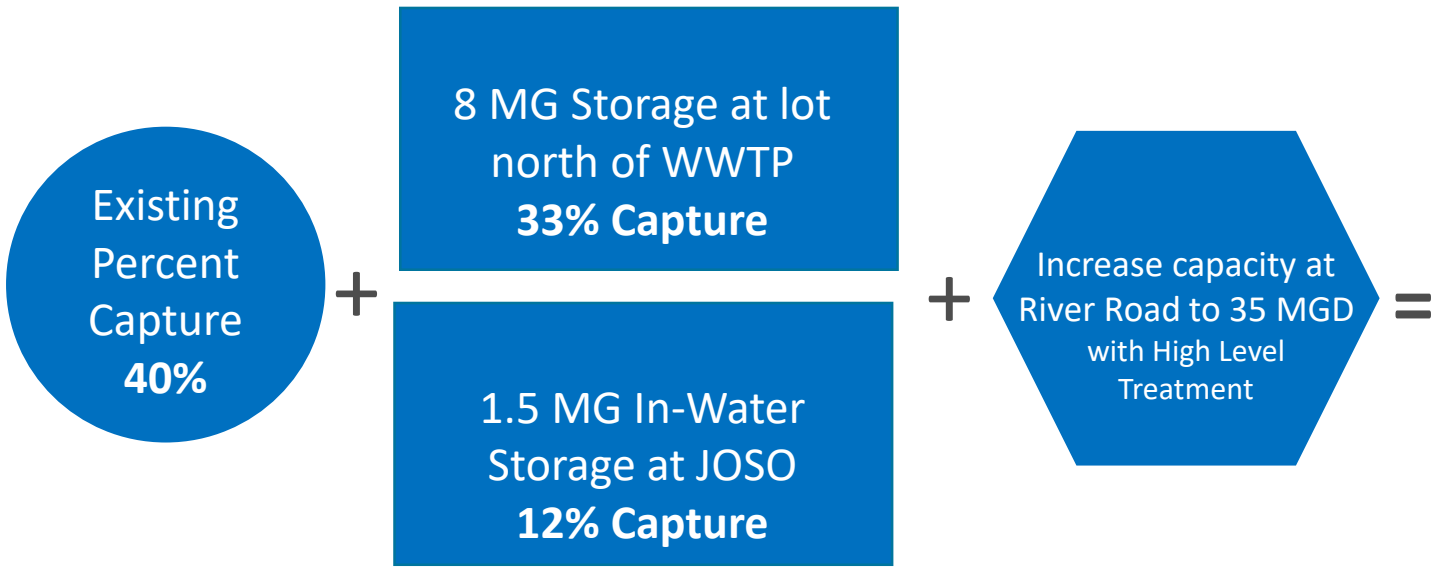 Existing
Percent
Capture
40%
+
8 MG Storage at lot
north of WWTP
33% Capture
1.5 MG In-Water
Storage at JOSO
12% Capture
+
Increase capacity at
River Road to 35 MGD
with High Level
Treatment
=